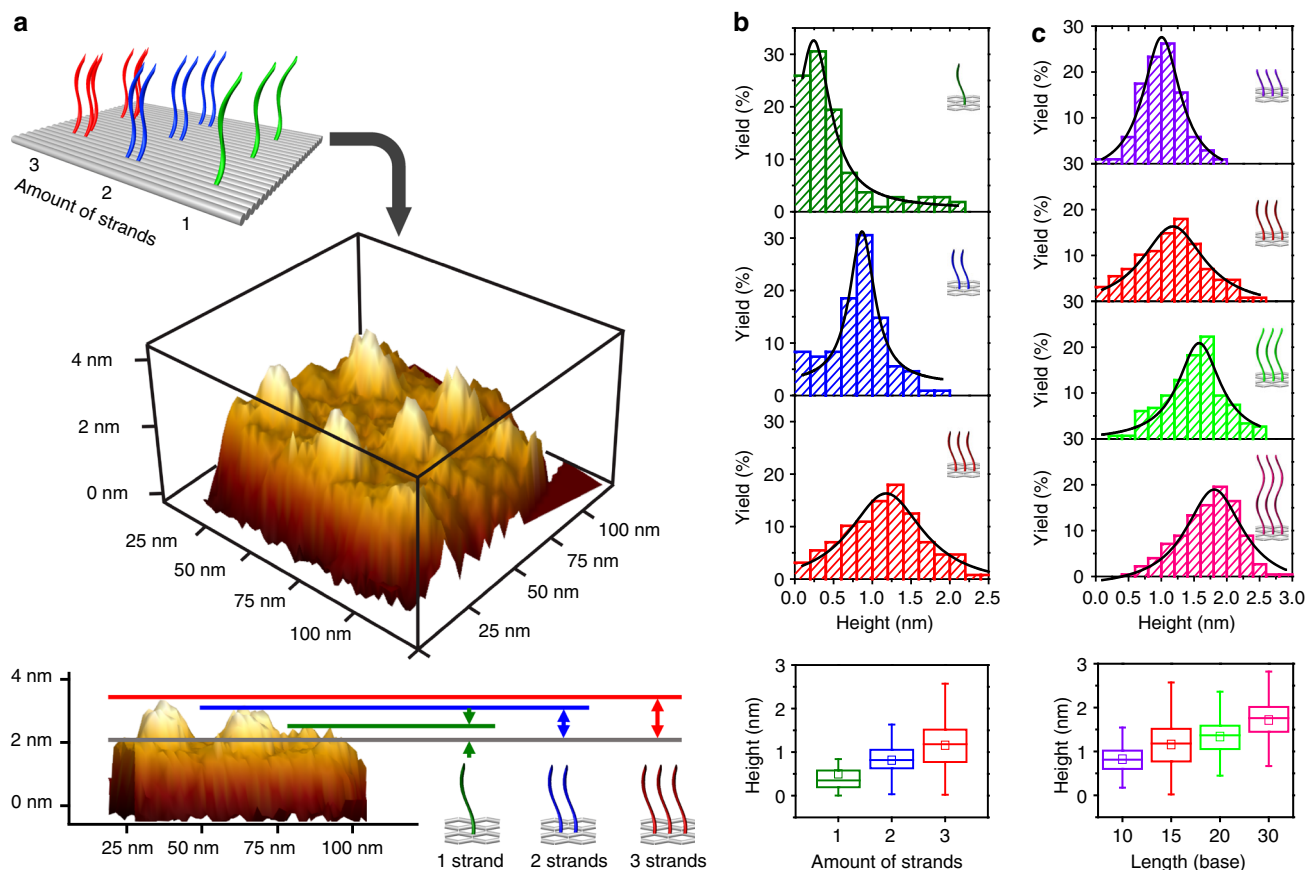 a
3
2
1
Amount of strands
4 nm
2 nm
0 nm
25 nm
50 nm
75 nm
100 nm
100 nm
75 nm
50 nm
25 nm
4 nm
2 nm
0 nm
25 nm
50 nm
75 nm
100 nm
1 strand
2 strands
3 strands
b
Yield (%)
30
20
10
0
Yield (%)
30
20
10
0
Yield (%)
30
20
10
0
0.0 0.5 1.0 1.5 2.0 2.5
Height (nm)
Height (nm)
3
2
1
0
1 2 3
Amount of strands
c
Yield (%)
30
20
10
30
Yield (%)
20
10
30
Yield (%)
20
10
30
Yield (%)
20
10
0
0.0 0.5 1.0 1.5 2.0 2.5 3.0
Height (nm)
Height (nm)
3
2
1
0
10 15 20 30
Length (base)